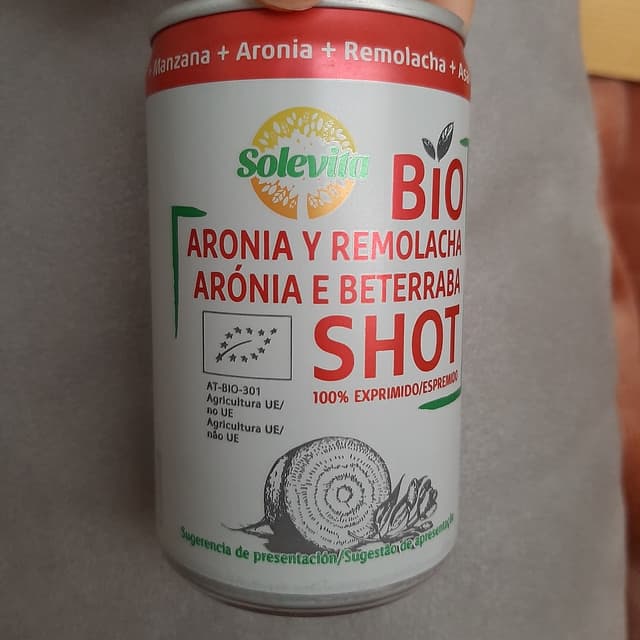 + Manzana + Aronia + Remolacha +
Solevita
BIO
ARONIA Y REMOLACHA
ARÓNIA E BETERRABA
SHOT
100% EXPRIMIDO/ESPREMIDO
AT-BIO-301
Agricultura UE/
no UE
Agricultura UE/
não UE
Sugerencia de presentación/Sugestão de apresentação